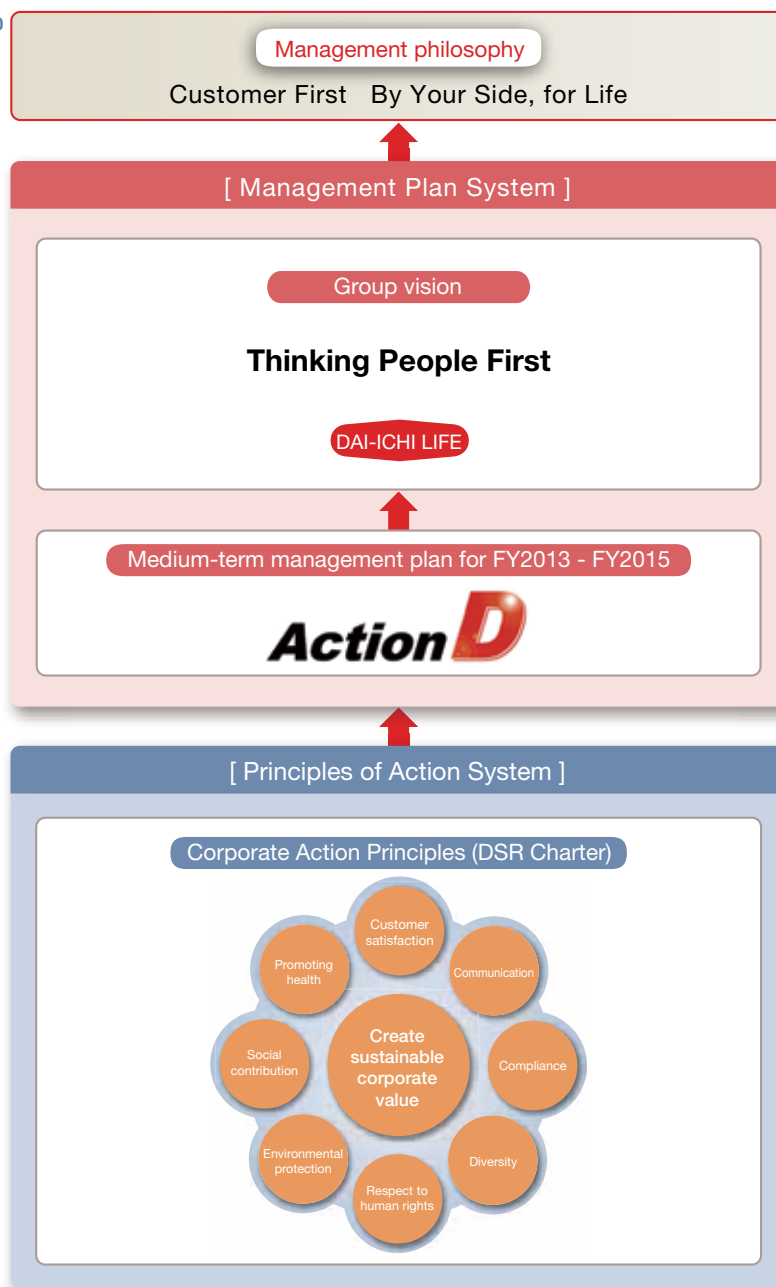 Management philosophy
Customer First By Your Side, for Life
[ Management Plan System ]
Group vision
Thinking People First
DAI-ICHI LIFE
Medium-term management plan for FY2013 - FY2015
Action D
[ Principles of Action System ]
Corporate Action Principles (DSR Charter)
Customer
satisfaction
Communication
Compliance
Diversity
Respect to
human rights
Environmental
protection
Social
contribution
Promoting
health
Create
sustainable
corporate
value